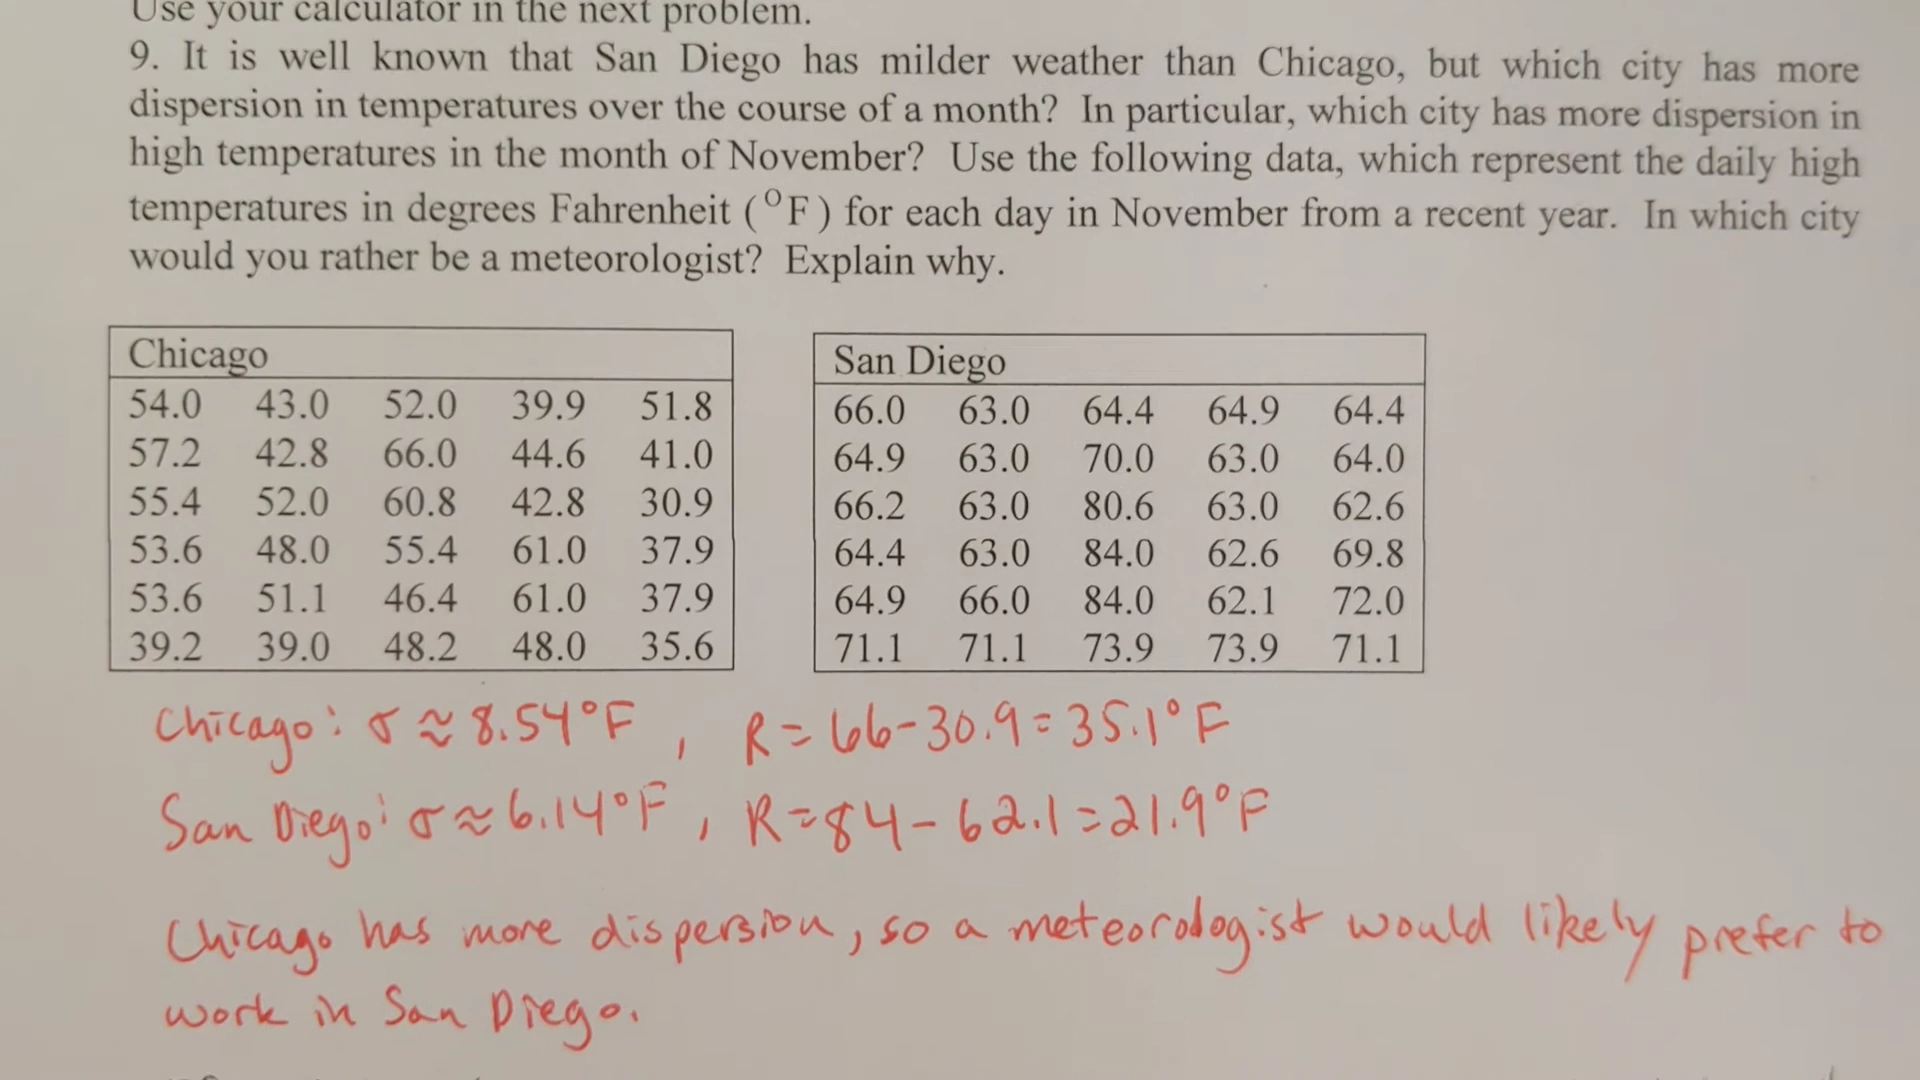 Use your calculator in the next problem.
9. It is well known that San Diego has milder weather than Chicago, but which city has more
dispersion in temperatures over the course of a month? In particular, which city has more dispersion in
high temperatures in the month of November? Use the following data, which represent the daily high
temperatures in degrees Fahrenheit (°F) for each day in November from a recent year. In which city
would you rather be a meteorologist? Explain why.
Chicago
54.0 43.0 52.0 39.9 51.8
57.2 42.8 66.0 44.6 41.0
55.4 52.0 60.8 42.8 30.9
53.6 48.0 55.4 61.0 37.9
53.6 51.1 46.4 61.0 37.9
39.2 39.0 48.2 48.0 35.6
San Diego
66.0 63.0 64.4 64.9 64.4
64.9 63.0 70.0 63.0 64.0
66.2 63.0 80.6 63.0 62.6
64.4 63.0 84.0 62.6 69.8
64.9 66.0 84.0 62.1 72.0
71.1 71.1 73.9 73.9 71.1
Chicago: σ ≈ 8.54°F, R = 66-30.9 = 35.1°F
San Diego: σ ≈ 6.14°F, R = 84-62.1 = 21.9°F
Chicago has more dispersion, so a meteorologist would likely prefer to
work in San Diego.